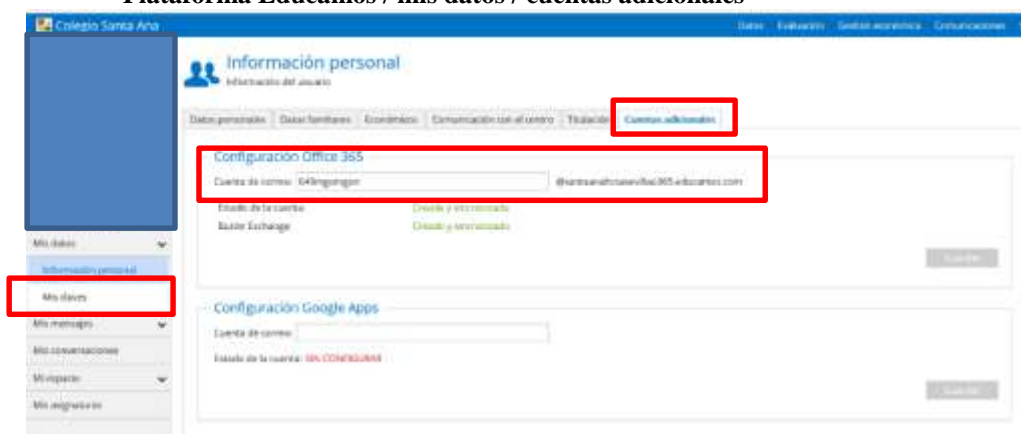 Plataforma Educamos / mis datos / cuentas adicionales
Colegio Santa Ana
Datos Evaluación Gestión económica Comunicaciones
Información personal
Información del usuario
Datos personales Datos familiares Económicos Comunicación con el centro Titulación Cuentas adicionales
Configuración Office 365
Cuenta de correo:
Estado de la cuenta Creado y sincronizado
Buzón Exchange Creado y sincronizado
Mis datos
Información personal
Guardar
Mis claves
Configuración Google Apps
Mis mensajes
Cuenta de correo:
Mis conversaciones
Estado de la cuenta: SIN CONFIGURAR
Mi espacio
Guardar
Mis asignaturas